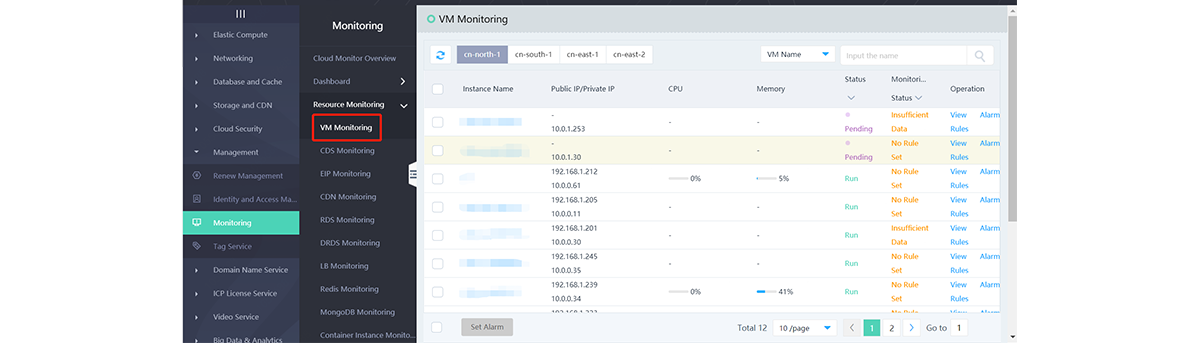 Elastic Compute
Networking
Database and Cache
Storage and CDN
Cloud Security
Management
Renew Management
Identity and Access Ma...
Monitoring
Tag Service
Domain Name Service
ICP License Service
Video Service
Big Data & Analytics
Monitoring
Cloud Monitor Overview
Dashboard
Resource Monitoring
VM Monitoring
CDS Monitoring
EIP Monitoring
CDN Monitoring
RDS Monitoring
DRDS Monitoring
LB Monitoring
Redis Monitoring
MongoDB Monitoring
Container Instance Monito...
VM Monitoring
cn-north-1 cn-south-1 cn-east-1 cn-east-2 VM Name Input the name
Instance Name Public IP/Private IP CPU Memory Status Monitori... Status Operation
- - - Pending Insufficient Data View Alarm
10.0.1.253 Rules
- - - Pending No Rule Set View Alarm
10.0.1.30 Rules
192.168.1.212 0% 5% Run No Rule Set View Alarm
10.0.0.61 Rules
192.168.1.205 - - Run No Rule Set View Alarm
10.0.0.11 Rules
192.168.1.201 - - Run Insufficient Data View Alarm
10.0.0.30 Rules
192.168.1.245 - - Run No Rule Set View Alarm
10.0.0.35 Rules
192.168.1.239 0% 41% Run No Rule Set View Alarm
10.0.0.34 Rules
Set Alarm Total 12 10 /page 1 2 Go to 1